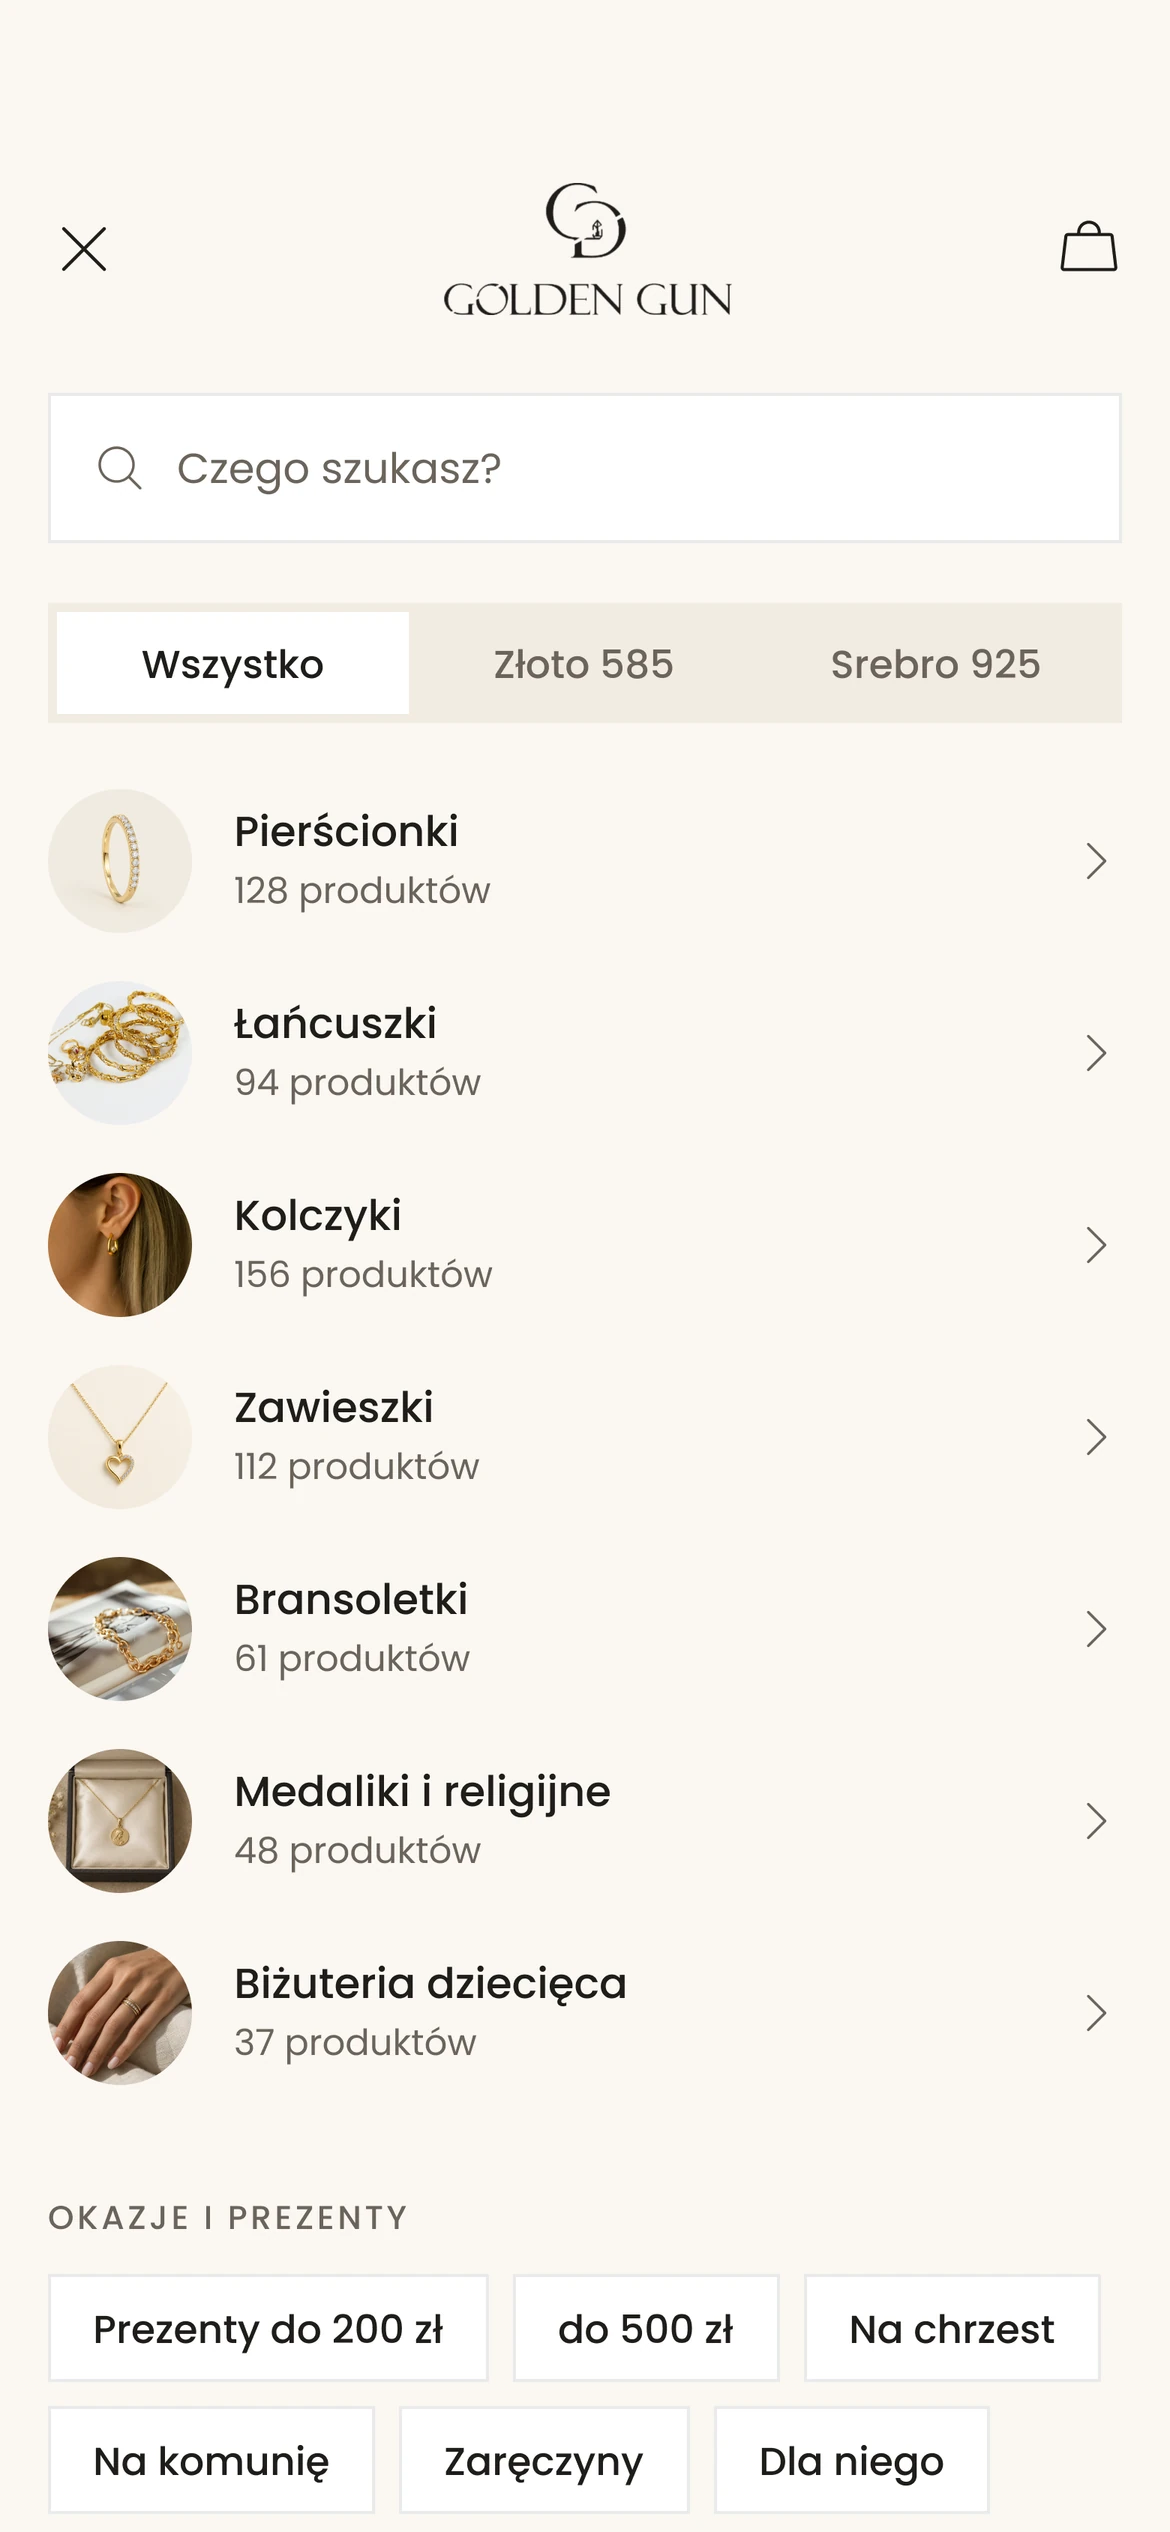 GOLDEN GUN
Czego szukasz?
Wszystko Złoto 585 Srebro 925
Pierścionki
128 produktów
Łańcuszki
94 produktów
Kolczyki
156 produktów
Zawieszki
112 produktów
Bransoletki
61 produktów
Medaliki i religijne
48 produktów
Biżuteria dziecięca
37 produktów
OKAZJE I PREZENTY
Prezenty do 200 zł do 500 zł Na chrzest
Na komunię Zaręczyny Dla niego